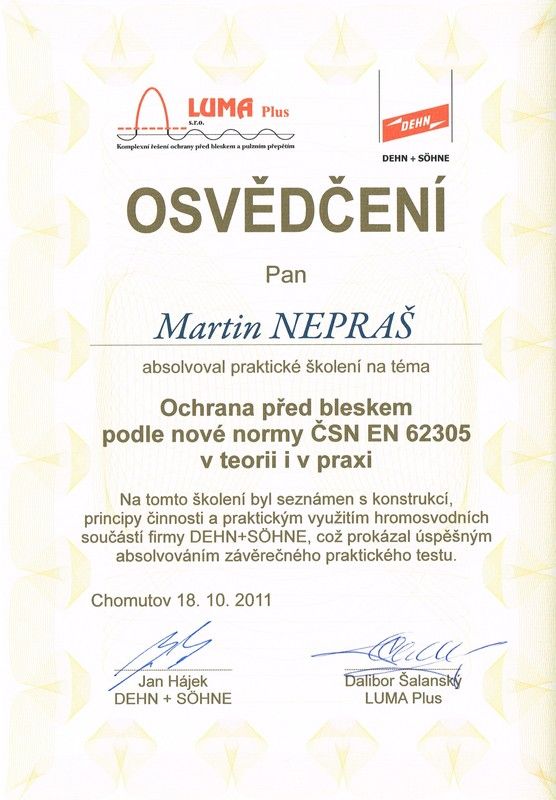 LUMA Plus
s.r.o.
Komplexní řešení ochrany před bleskem a pulzním přepětím
DEHN
DEHN + SÖHNE
OSVĚDČENÍ
Pan
Martin NEPRAŠ
absolvoval praktické školení na téma
Ochrana před bleskem
podle nové normy ČSN EN 62305
v teorii i v praxi
Na tomto školení byl seznámen s konstrukcí,
principy činnosti a praktickým využitím hromosvodních
součástí firmy DEHN+SÖHNE, což prokázal úspěšným
absolvováním závěrečného praktického testu.
Chomutov 18. 10. 2011
Jan Hájek
DEHN + SÖHNE
Dalibor Šalanský
LUMA Plus